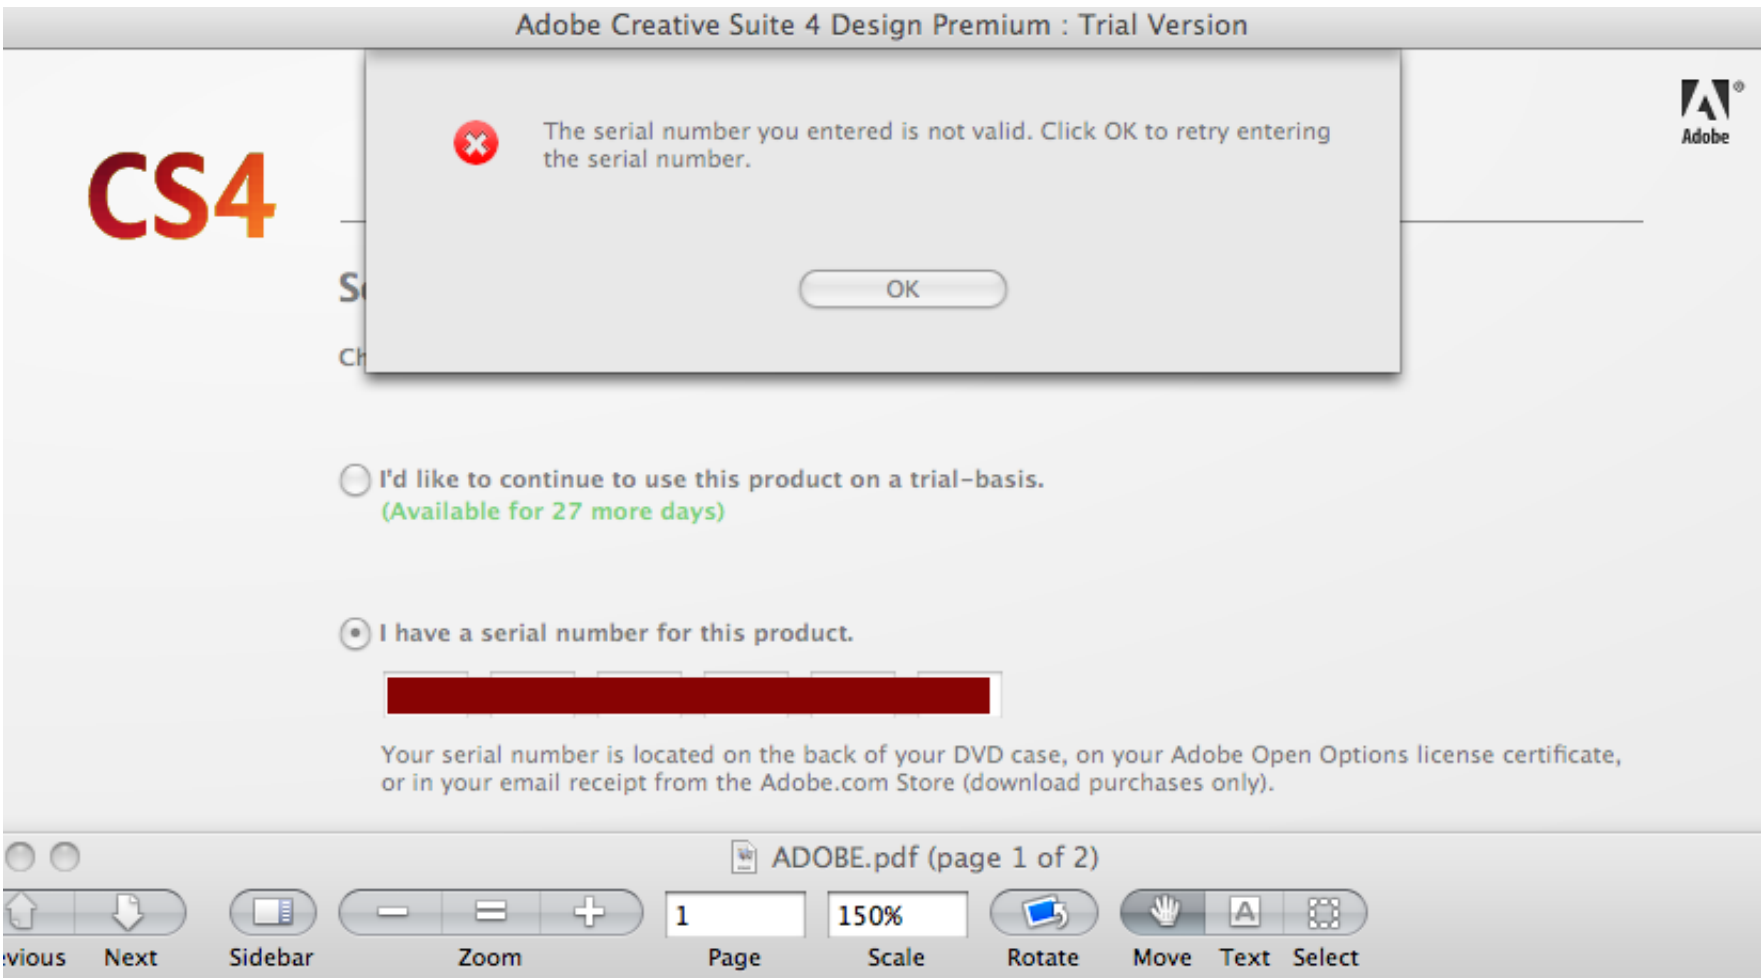 Adobe Creative Suite 4 Design Premium : Trial Version
The serial number you entered is not valid. Click OK to retry entering
the serial number.
OK
CS4
®
Adobe
S
Ch
I'd like to continue to use this product on a trial-basis.
(Available for 27 more days)
I have a serial number for this product.
Your serial number is located on the back of your DVD case, on your Adobe Open Options license certificate,
or in your email receipt from the Adobe.com Store (download purchases only).
ADOBE.pdf (page 1 of 2)
1
150%
A
vious Next Sidebar Zoom Page Scale Rotate Move Text Select